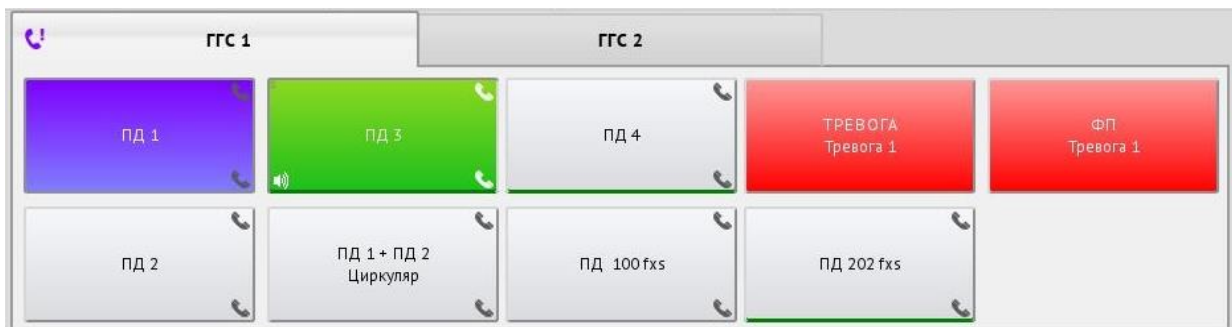 ГГС 1
ГГС 2
ПД 1
ПД 3
ПД 4
ТРЕВОГА
Тревога 1
ФП
Тревога 1
ПД 2
ПД 1 + ПД 2
Циркуляр
ПД 100 fxs
ПД 202 fxs